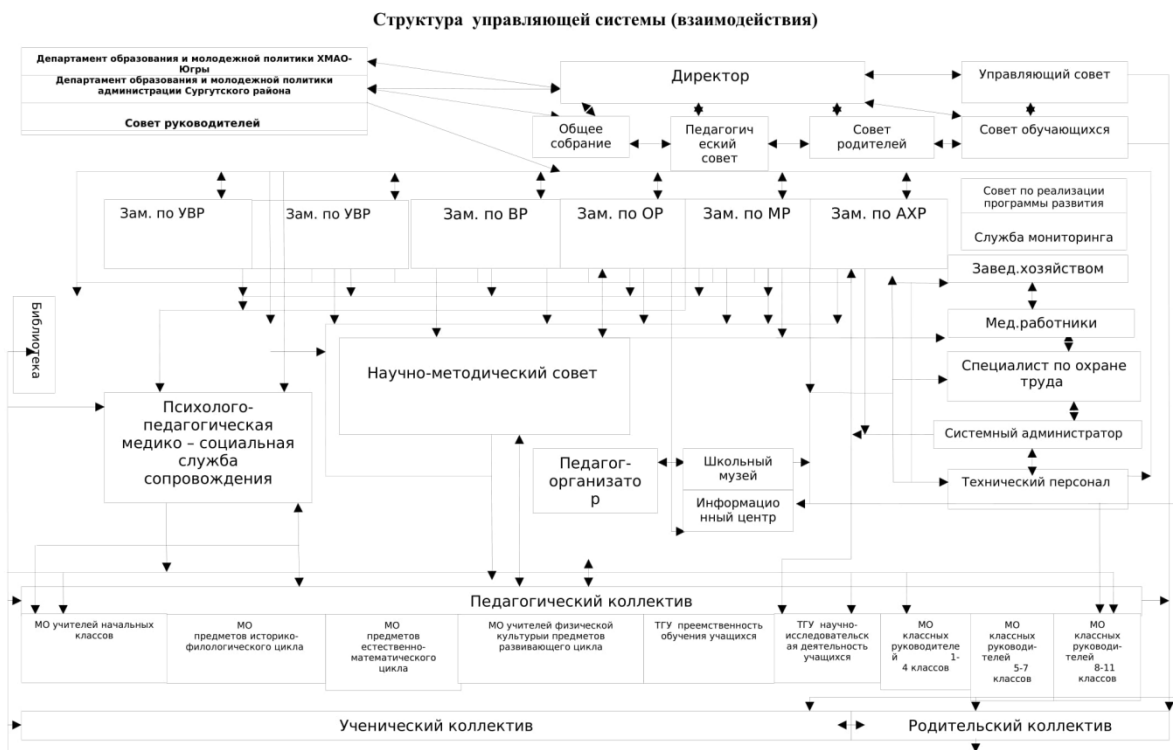 Структура управляющей системы (взаимодействия)
Департамент образования и молодежной политики ХМАО-
Югры
Департамент образования и молодежной политики
администрации Сургутского района
Совет руководителей
Директор
Управляющий совет
Общее
собрание
Педагогич
еский
совет
Совет
родителей
Совет обучающихся
Зам. по УВР
Зам. по УВР
Зам. по ВР
Зам. по ОР
Зам. по МР
Зам. по АХР
Совет по реализации
программы развития
Служба мониторинга
Завед.хозяйством
Библиотека
Мед.работники
Научно-методический совет
Специалист по охране
труда
Психолого-
педагогическая
медико – социальная
служба
сопровождения
Системный администратор
Педагог-
организато
р
Школьный
музей
Информацио
нный центр
Технический персонал
Педагогический коллектив
МО учителей начальных
классов
МО
предметов историко-
филологического цикла
МО
предметов
естественно-
математического
цикла
МО учителей физической
культурыи предметов
развивающего цикла
ТГУ преемственность
обучения учащихся
ТГУ научно-
исследовательск
ая деятельность
учащихся
МО
классных
руководителе
й 1-
4 классов
МО
классных
руководи-
телей
5-7
классов
МО
классных
руководи-
телей
8-11
классов
Ученический коллектив
Родительский коллектив